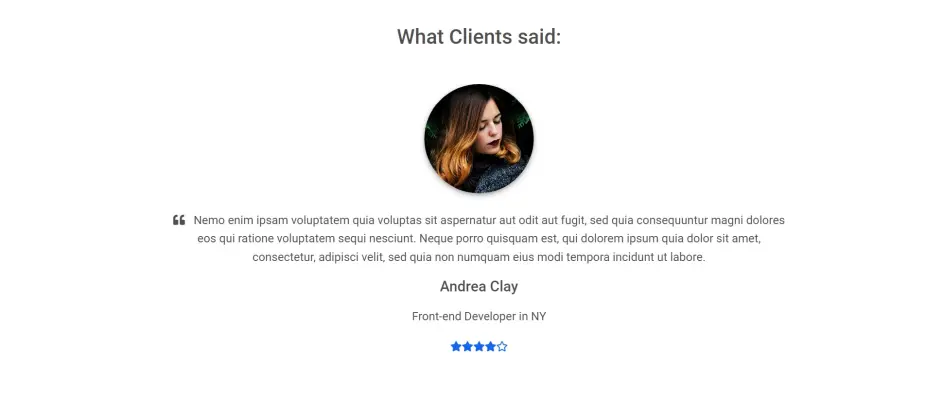 What Clients said:
Nemo enim ipsam voluptatem quia voluptas sit aspernatur aut odit aut fugit, sed quia consequuntur magni dolores
eos qui ratione voluptatem sequi nesciunt. Neque porro quisquam est, qui dolorem ipsum quia dolor sit amet,
consectetur, adipisci velit, sed quia non numquam eius modi tempora incidunt ut labore.
Andrea Clay
Front-end Developer in NY